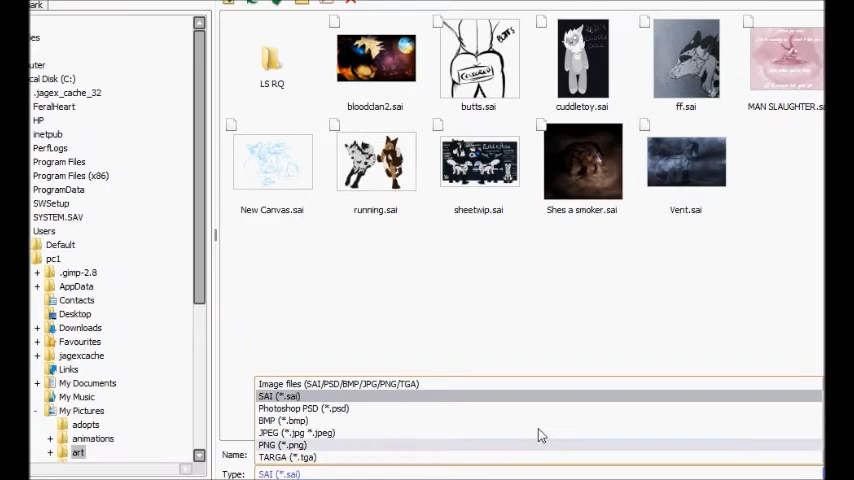 ark
es
uter
cal Disk (C:)
.jagex_cache_32
FeralHeart
HP
inetpub
PerfLogs
Program Files
Program Files (x86)
ProgramData
SWSetup
SYSTEM.SAV
Users
Default
pc1
.gimp-2.8
AppData
Contacts
Desktop
Downloads
Favourites
jagexcache
Links
My Documents
My Music
My Pictures
adopts
animations
art
LS RQ
blooddan2.sai
BUTTS
CENSORED
butts.sai
cuddletoy.sai
ff.sai
MAN SLAUGHTER.sa
New Canvas.sai
running.sai
sheetwip.sai
Shes a smoker.sai
Vent.sai
Image files (SAI/PSD/BMP/JPG/PNG/TGA)
SAI (*.sai)
Photoshop PSD (*.psd)
BMP (*.bmp)
JPEG (*.jpg *.jpeg)
PNG (*.png)
TARGA (*.tga)
Name:
Type: SAI (*.sai)